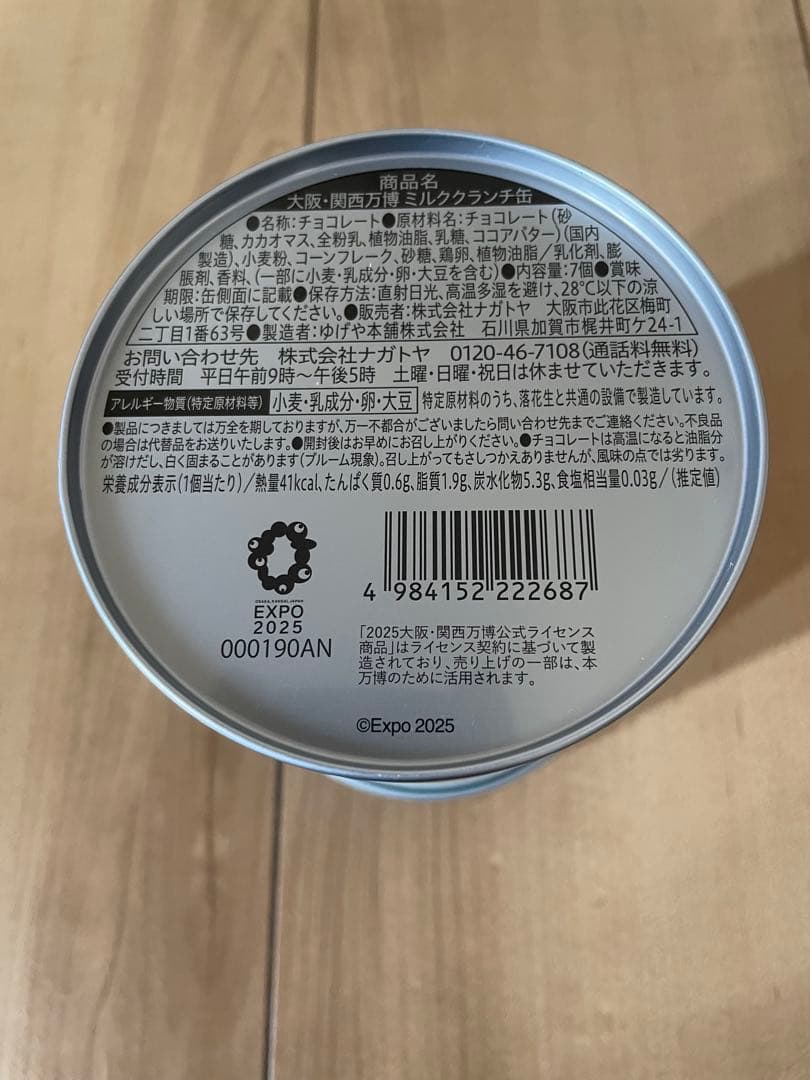 商品名
大阪・関西万博 ミルククランチ缶
●名称:チョコレート●原材料名:チョコレート(砂
糖、カカオマス、全粉乳、植物油脂、乳糖、ココアバター)(国内
製造)、小麦粉、コーンフレーク、砂糖、鶏卵、植物油脂/乳化剤、膨
脹剤、香料、(一部に小麦・乳成分・卵・大豆を含む)●内容量:7個●賞味
期限:缶側面に記載●保存方法:直射日光、高温多湿を避け、28℃以下の涼
しい場所で保存してください。●販売者:株式会社ナガトヤ 大阪市此花区梅町
二丁目1番63号●製造者:ゆげや本舗株式会社 石川県加賀市梶井町ケ24-1
お問い合わせ先 株式会社ナガトヤ 0120-46-7108(通話料無料)
受付時間 平日午前9時～午後5時 土曜・日曜・祝日は休ませていただきます。
アレルギー物質(特定原材料等) 小麦・乳成分・卵・大豆 特定原材料のうち、落花生と共通の設備で製造しています。
●製品につきましては万全を期しておりますが、万一不都合がございましたら問い合わせ先までご連絡ください。不良品
の場合は代替品をお送りいたします。●開封後はお早めにお召し上がりください。●チョコレートは高温になると油脂分
が溶けだし、白く固まることがあります(ブルーム現象)。召し上がってもさしつかえありませんが、風味の点では劣ります。
栄養成分表示(1個当たり)/熱量41kcal、たんぱく質0.6g、脂質1.9g、炭水化物5.3g、食塩相当量0.03g/(推定値)
OSAKA, KANSAI, JAPAN
EXPO
2025
000190AN
4 984152 222687
「2025大阪・関西万博公式ライセンス
商品」はライセンス契約に基づいて製
造されており、売り上げの一部は、本
万博のために活用されます。
©Expo 2025